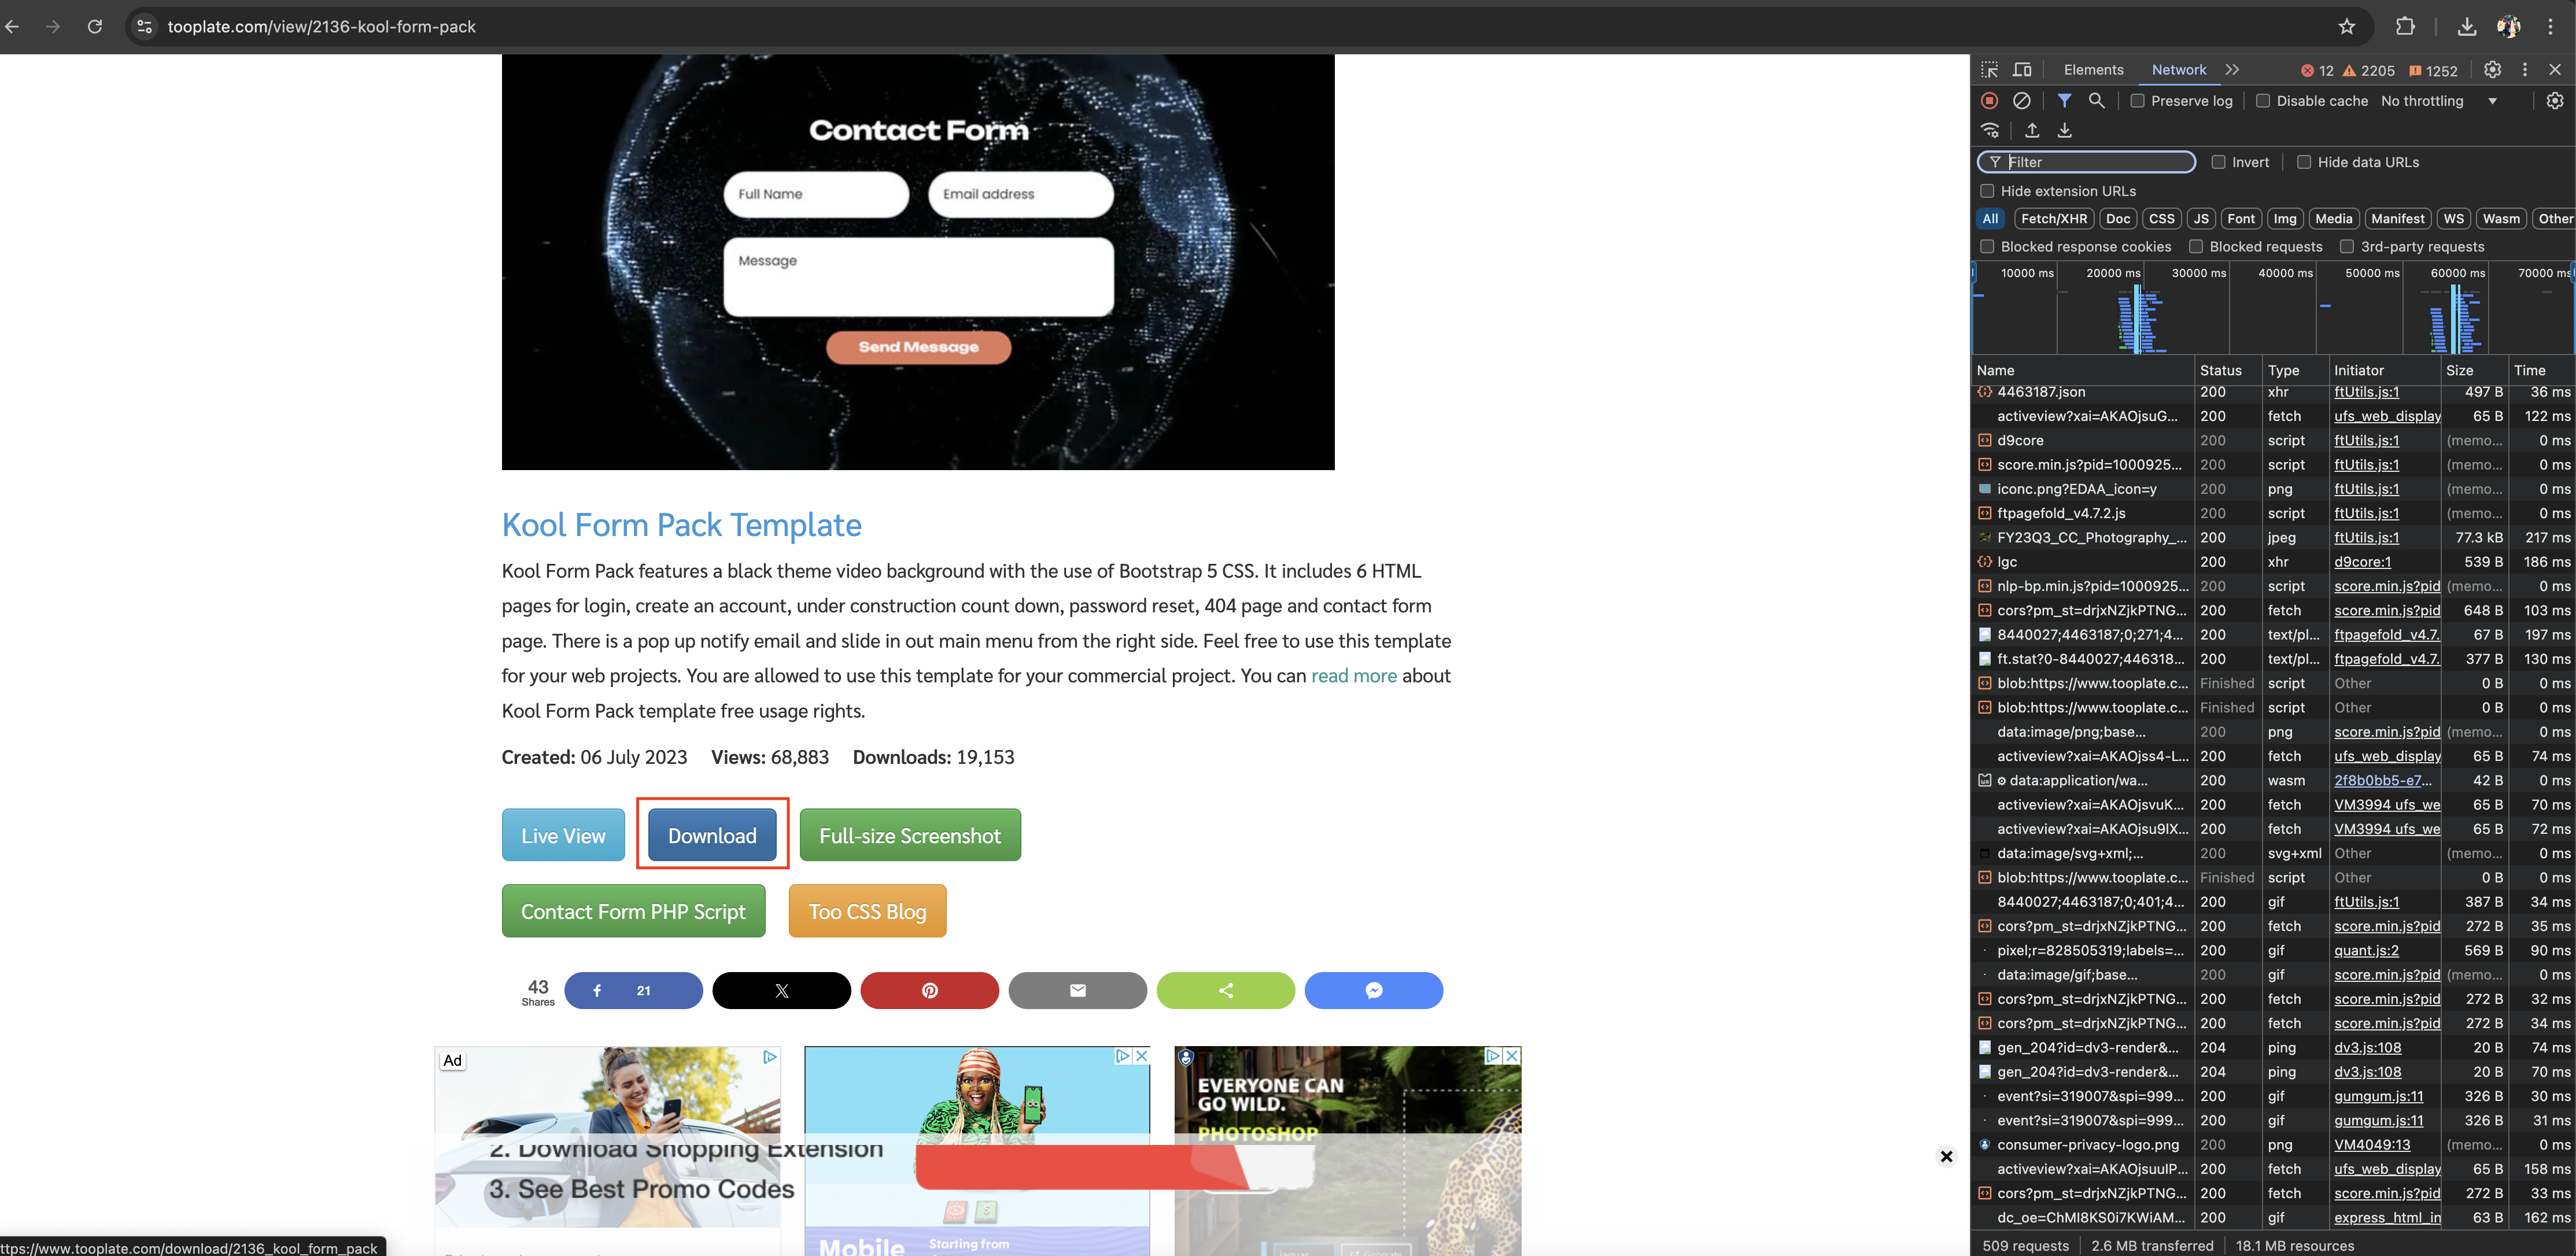 tooplate.com/view/2136-kool-form-pack
Contact Form
Full Name
Email address
Message
Send Message
Kool Form Pack Template
Kool Form Pack features a black theme video background with the use of Bootstrap 5 CSS. It includes 6 HTML
pages for login, create an account, under construction count down, password reset, 404 page and contact form
page. There is a pop up notify email and slide in out main menu from the right side. Feel free to use this template
for your web projects. You are allowed to use this template for your commercial project. You can read more about
Kool Form Pack template free usage rights.
Created: 06 July 2023 Views: 68,883 Downloads: 19,153
Live View
Download
Full-size Screenshot
Contact Form PHP Script
Too CSS Blog
43
Shares
21
Ad
2. Download Shopping Extension
3. See Best Promo Codes
Mobile
Starting from
EVERYONE CAN
GO WILD.
PHOTOSHOP
ttps://www.tooplate.com/download/2136_kool_form_pack
Elements Network 12 2205 1252
Preserve log Disable cache No throttling
Filter Invert Hide data URLs
Hide extension URLs
All Fetch/XHR Doc CSS JS Font Img Media Manifest WS Wasm Other
Blocked response cookies Blocked requests 3rd-party requests
10000 ms 20000 ms 30000 ms 40000 ms 50000 ms 60000 ms 70000 ms
Name Status Type Initiator Size Time
4463187.json 200 xhr ftUtils.js:1 497 B 36 ms
activeview?xai=AKAOjsuG... 200 fetch ufs_web_display 65 B 122 ms
d9core 200 script ftUtils.js:1 (memo... 0 ms
score.min.js?pid=1000925... 200 script ftUtils.js:1 (memo... 0 ms
iconc.png?EDAA_icon=y 200 png ftUtils.js:1 (memo... 0 ms
ftpagefold_v4.7.2.js 200 script ftUtils.js:1 (memo... 0 ms
FY23Q3_CC_Photography_... 200 jpeg ftUtils.js:1 77.3 kB 217 ms
lgc 200 xhr d9core:1 539 B 186 ms
nlp-bp.min.js?pid=1000925... 200 script score.min.js?pid (memo... 0 ms
cors?pm_st=drjxNZjkPTNG... 200 fetch score.min.js?pid 648 B 103 ms
8440027;4463187;0;271;4... 200 text/pl... ftpagefold_v4.7. 67 B 197 ms
ft.stat?0-8440027;446318... 200 text/pl... ftpagefold_v4.7. 377 B 130 ms
blob:https://www.tooplate.c... Finished script Other 0 B 0 ms
blob:https://www.tooplate.c... Finished script Other 0 B 0 ms
data:image/png;base... 200 png score.min.js?pid (memo... 0 ms
activeview?xai=AKAOjss4-L... 200 fetch ufs_web_display 65 B 74 ms
data:application/wa... 200 wasm 2f8b0bb5-e7... 42 B 0 ms
activeview?xai=AKAOjsvuK... 200 fetch VM3994 ufs_we 65 B 70 ms
activeview?xai=AKAOjsu9IX... 200 fetch VM3994 ufs_we 65 B 72 ms
data:image/svg+xml;... 200 svg+xml Other (memo... 0 ms
blob:https://www.tooplate.c... Finished script Other 0 B 0 ms
8440027;4463187;0;401;4... 200 gif ftUtils.js:1 387 B 34 ms
cors?pm_st=drjxNZjkPTNG... 200 fetch score.min.js?pid 272 B 35 ms
pixel;r=828505319;labels=... 200 gif quant.js:2 569 B 90 ms
data:image/gif;base... 200 gif score.min.js?pid (memo... 0 ms
cors?pm_st=drjxNZjkPTNG... 200 fetch score.min.js?pid 272 B 32 ms
cors?pm_st=drjxNZjkPTNG... 200 fetch score.min.js?pid 272 B 34 ms
gen_204?id=dv3-render&... 204 ping dv3.js:108 20 B 74 ms
gen_204?id=dv3-render&... 204 ping dv3.js:108 20 B 70 ms
event?si=319007&spi=999... 200 gif gumgum.js:11 326 B 30 ms
event?si=319007&spi=999... 200 gif gumgum.js:11 326 B 31 ms
consumer-privacy-logo.png 200 png VM4049:13 (memo... 0 ms
activeview?xai=AKAOjsuuIP... 200 fetch ufs_web_display 65 B 158 ms
cors?pm_st=drjxNZjkPTNG... 200 fetch score.min.js?pid 272 B 33 ms
dc_oe=ChMI8KS0i7KWiAM... 200 gif express_html_in 63 B 162 ms
509 requests 2.6 MB transferred 18.1 MB resources